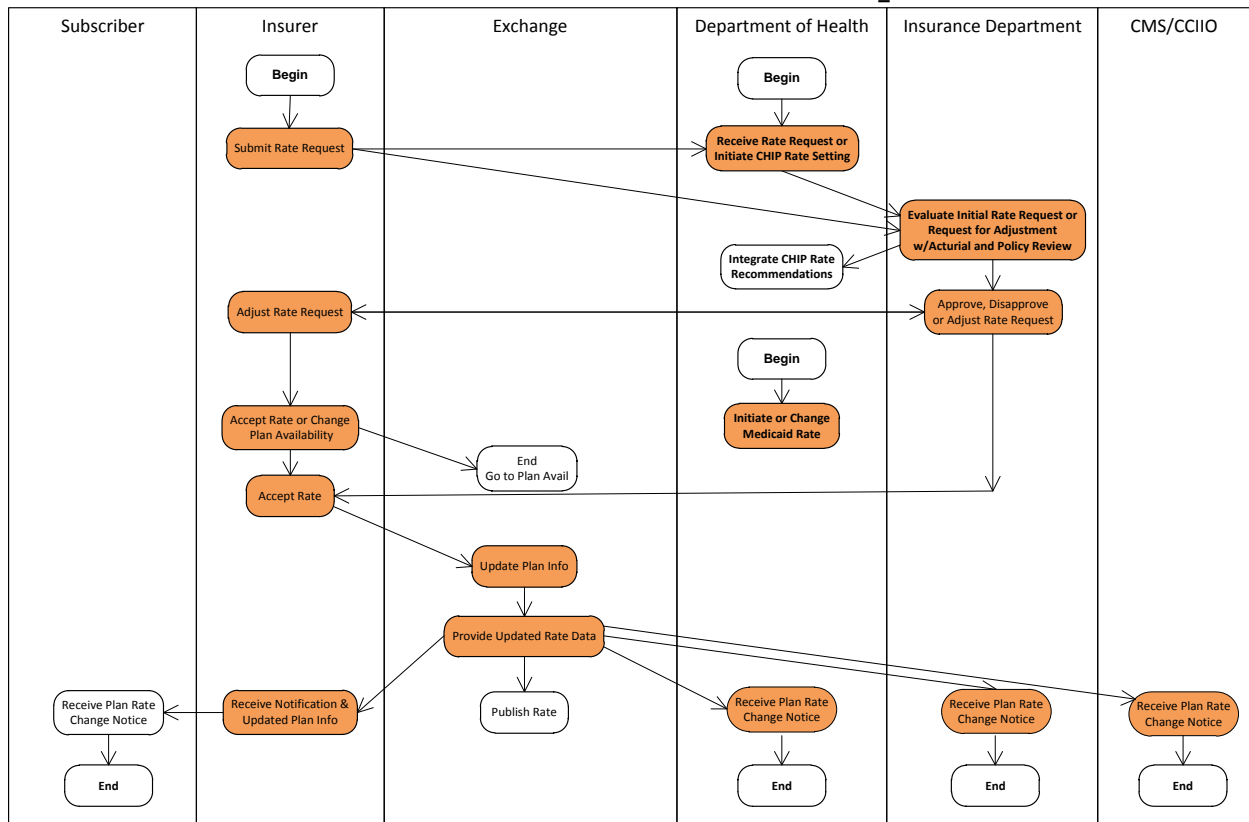 Subscriber
Insurer
Exchange
Department of Health
Insurance Department
CMS/CCIIO
Begin
Begin
Submit Rate Request
Receive Rate Request or
Initiate CHIP Rate Setting
Evaluate Initial Rate Request or
Request for Adjustment
w/Acturial and Policy Review
Integrate CHIP Rate
Recommendations
Adjust Rate Request
Approve, Disapprove
or Adjust Rate Request
Begin
Accept Rate or Change
Plan Availability
Initiate or Change
Medicaid Rate
End
Go to Plan Avail
Accept Rate
Update Plan Info
Provide Updated Rate Data
Receive Plan Rate
Change Notice
Receive Notification &
Updated Plan Info
Publish Rate
Receive Plan Rate
Change Notice
Receive Plan Rate
Change Notice
Receive Plan Rate
Change Notice
End
End
End
End